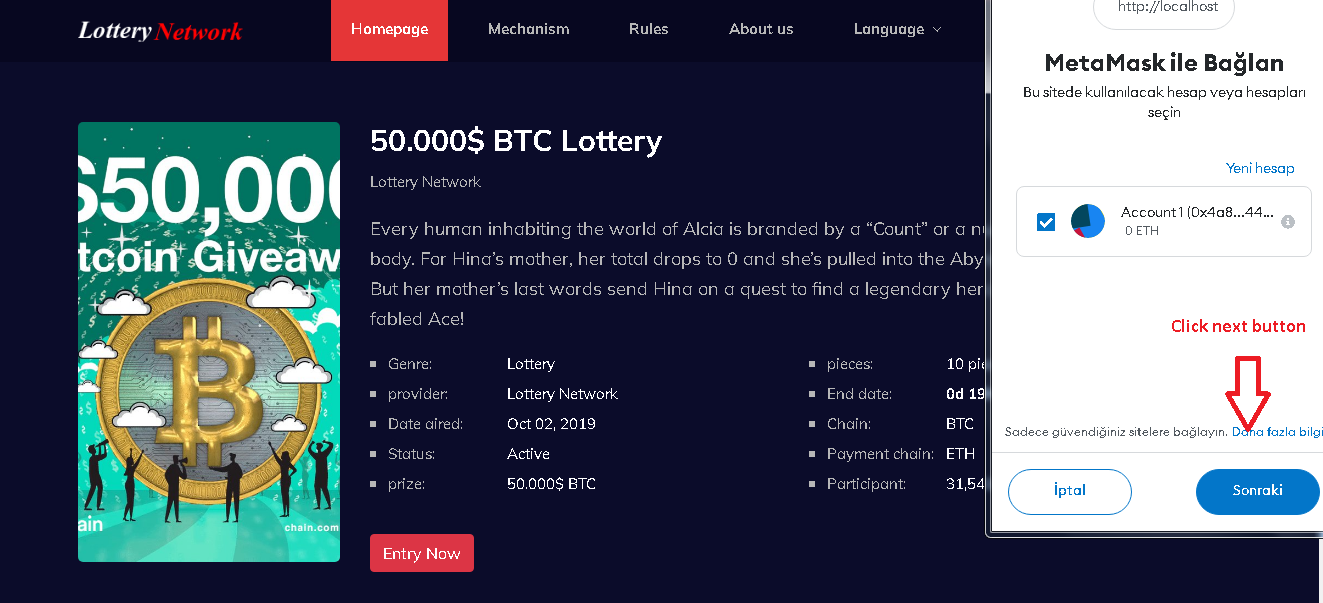 Lottery Network
Homepage
Mechanism
Rules
About us
Language
$50,000
tcoin Giveaw
ain
chain.com
50.000$ BTC Lottery
Lottery Network
Every human inhabiting the world of Alcia is branded by a “Count” or a nu
body. For Hina’s mother, her total drops to 0 and she’s pulled into the Aby
But her mother’s last words send Hina on a quest to find a legendary her
fabled Ace!
Genre: Lottery
provider: Lottery Network
Date aired: Oct 02, 2019
Status: Active
prize: 50.000$ BTC
pieces: 10 pie
End date: 0d 19
Chain: BTC
Payment chain: ETH
Participant: 31,54
Entry Now
http://localhost
MetaMask ile Bağlan
Bu sitede kullanılacak hesap veya hesapları
seçin
Yeni hesap
Account 1 (0x4a8...44...
0 ETH
Click next button
Sadece güvendiğiniz sitelere bağlayın. Daha fazla bilgi
İptal
Sonraki